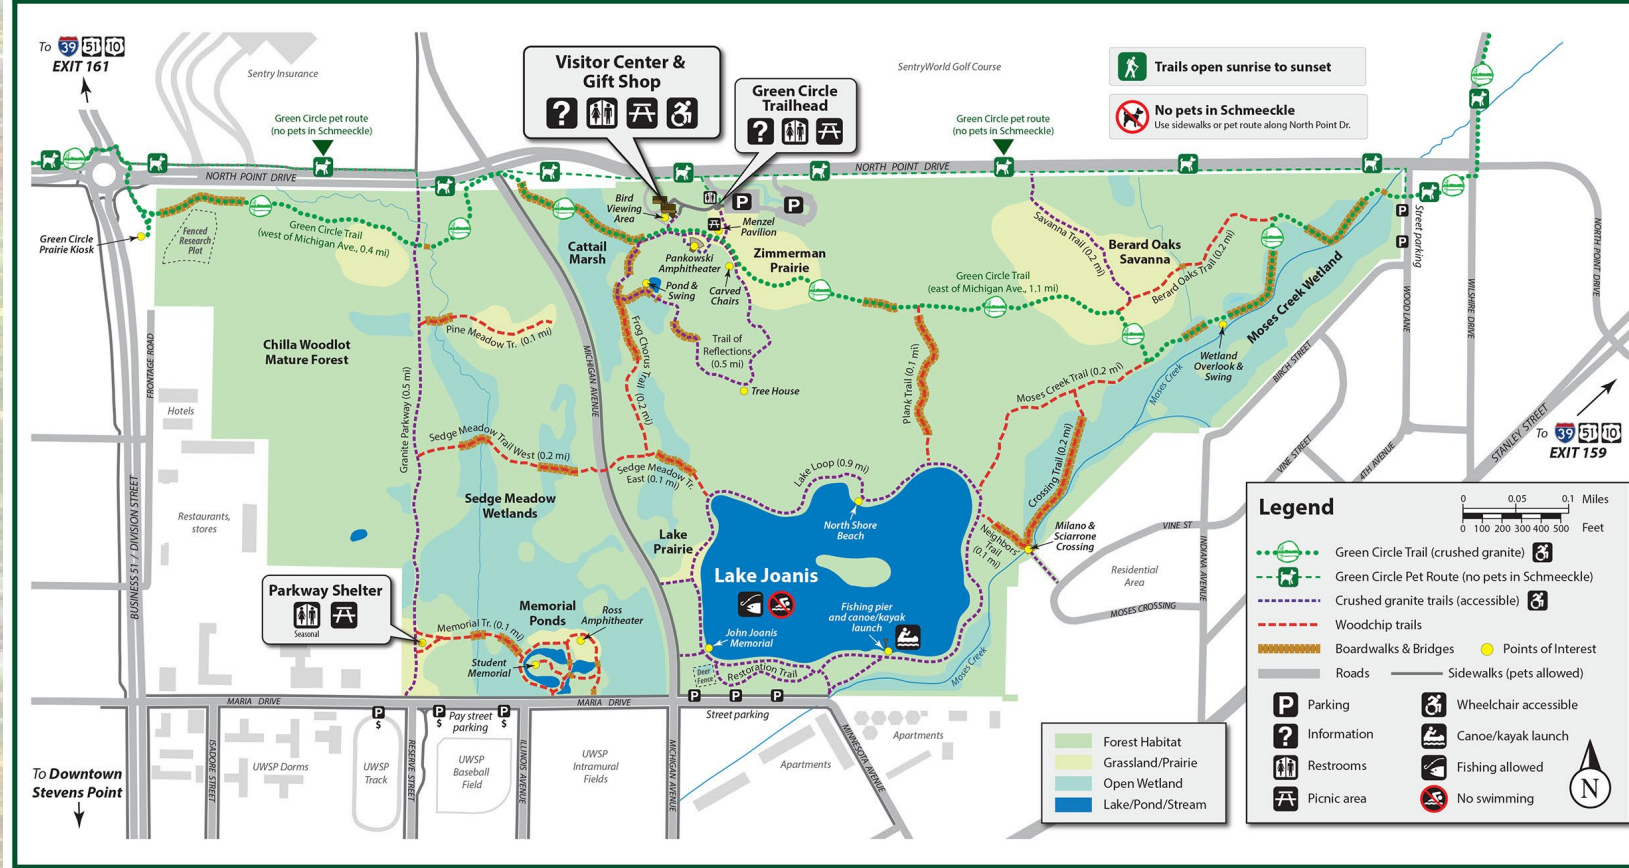 To 39 51 10
EXIT 161
Sentry Insurance
Green Circle pet route
(no pets in Schmeeckle)
Visitor Center &
Gift Shop
?
Green Circle
Trailhead
?
SentryWorld Golf Course
Green Circle pet route
(no pets in Schmeeckle)
Trails open sunrise to sunset
No pets in Schmeeckle
Use sidewalks or pet route along North Point Dr.
NORTH POINT DRIVE
NORTH POINT DRIVE
NORTH POINT DRIVE
Green Circle
Prairie Kiosk
Fenced
Research
Plot
Green Circle Trail
(west of Michigan Ave., 0.4 mi)
Bird
Viewing
Area
P
P
Menzel
Pavilion
Cattail
Marsh
Pankowski
Amphitheater
Zimmerman
Prairie
Carved
Chairs
Pond &
Swing
Savanna Trail (0.2 mi)
Berard Oaks
Savanna
Berard Oaks Trail (0.2 mi)
Green Circle Trail
(east of Michigan Ave., 1.1 mi)
Moses Creek Wetland
P
P
Street parking
WOOD LANE
WILSHIRE DRIVE
Wetland
Overlook &
Swing
BIRCH STREET
Chilla Woodlot
Mature Forest
Pine Meadow Tr. (0.1 mi)
FRONTAGE ROAD
Granite Parkway (0.5 mi)
MICHIGAN AVENUE
Frog Chorus Trail (0.2 mi)
Trail of
Reflections
(0.5 mi)
Tree House
Plank Trail (0.1 mi)
Moses Creek Trail (0.2 mi)
Moses Creek
Hotels
Sedge Meadow Trail West (0.2 mi)
Sedge Meadow Tr.
East (0.1 mi)
Lake Loop (0.9 mi)
Crossing Trail (0.2 mi)
VINE STREET
4TH AVENUE
STANLEY STREET
To 39 51 10
EXIT 159
BUSINESS 51 / DIVISION STREET
Restaurants,
stores
Sedge Meadow
Wetlands
Lake
Prairie
North Shore
Beach
Neighbors'
Trail
(0.1 mi)
Milano &
Sciarrone
Crossing
VINE ST
INDIANA AVENUE
Residential
Area
MOSES CROSSING
Lake Joanis
Fishing pier
and canoe/kayak
launch
John Joanis
Memorial
Parkway Shelter
Seasonal
Memorial Tr. (0.1 mi)
Memorial
Ponds
Ross
Amphitheater
Student
Memorial
Deer
Fence
Restoration Trail
Moses Creek
MARIA DRIVE
MARIA DRIVE
P
$
P
$
Pay street
parking
P
$
P
P
P
Street parking
To Downtown
Stevens Point
ISADORE STREET
UWSP Dorms
UWSP
Track
RESERVE STREET
UWSP
Baseball
Field
ILLINOIS AVENUE
UWSP
Intramural
Fields
MICHIGAN AVENUE
Apartments
MINNESOTA AVENUE
Apartments
Forest Habitat
Grassland/Prairie
Open Wetland
Lake/Pond/Stream
Legend
0 0.05 0.1 Miles
0 100 200 300 400 500 Feet
Green Circle Trail (crushed granite)
Green Circle Pet Route (no pets in Schmeeckle)
Crushed granite trails (accessible)
Woodchip trails
Boardwalks & Bridges
Points of Interest
Roads
Sidewalks (pets allowed)
P Parking
Wheelchair accessible
? Information
Canoe/kayak launch
Restrooms
Fishing allowed
Picnic area
No swimming
N